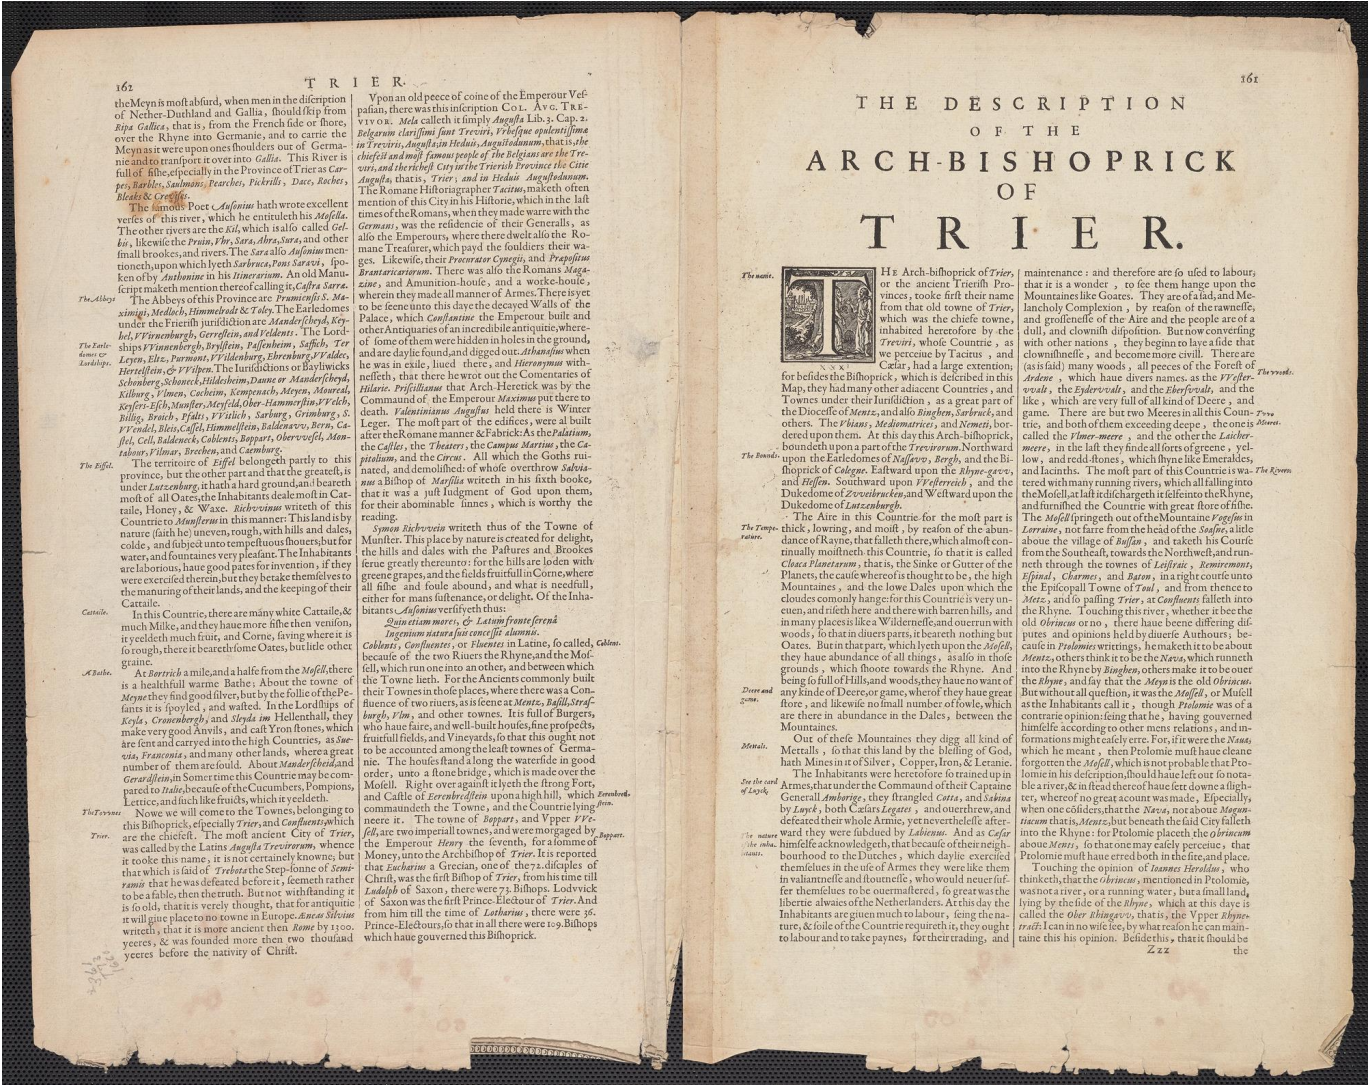 162
TRIER.
the Meyn is most absurd, when men in the discription
of Nether-Duthland and Gallia, should skip from
Ripa Gallica, that is, from the French side or shore,
over the Rhyne into Germanie, and to carrie the
Meyn as it were upon ones shoulders out of Germa-
nie and to transport it over into Gallia. This River is
full of fishe, especially in the Province of Trier as Car-
pes, Barbles, Saulmons, Pearches, Pickrills, Dace, Roches,
Bleaks & Crevises.
The famous Poet Ausonius hath wrote excellent
verses of this river, which he entituleth his Mosella.
The other rivers are the Kil, which is also called Gel-
bis, likewise the Pruin, Vhr, Sara, Ahra, Sura, and other
small brookes, and rivers. The Sara also Ausonius men-
tioneth, upon which lyeth Sarbruca, Pons Saravi, spo-
ken of by Anthonine in his Itinerarium. An old Manu-
script maketh mention thereof calling it, Castra Sarræ.
The Abbeys
The Abbeys of this Province are Prumiensis S. Ma-
ximini, Medloch, Himmelrodt & Toley. The Earledomes
under the Frierish jurisdiction are Manderscheyd, Key-
hel, VVirnenburgh, Gerrestein, and Veldents. The Lord-
The Earle-
domes &
Lordships.
ships VVinnenbergh, Brysstein, Passenheim, Saffich, Ter
Leyen, Eltz, Purmont, VVildenburg, Ehrenburg, VValdec,
Hertelstein, & VVilpen. The Iurisdictions or Bayliwicks
Schonberg, Schoneck, Hildesheim, Daune or Manderscheyd,
Kilburg, Vlmen, Cocheim, Kempenach, Meyen, Moureal,
Keysers-Esch, Munster, Meyfeld, Ober-Hammerstin, VVelch,
Billig, Broich, Pfalts, VVitlich, Sarburg, Grimburg, S.
VVendel, Bleis, Cassel, Himmelstein, Baldenavv, Bern, Ca-
stel, Cell, Baldeneck, Coblents, Boppart, Obervvesel, Mon-
tabour, Vilmar, Brechen, and Caemburg.
The Eiffel.
The territoire of Eiffel belongeth partly to this
province, but the other part and that the greatest, is
under Lutzenburg, it hath a hard ground, and beareth
most of all Oates, the Inhabitants deale most in Cat-
taile, Honey, & Waxe. Richvvinus writeth of this
Countrie to Munsterus in this manner: This land is by
nature (saith he) uneven, rough, with hills and dales,
colde, and subject unto tempestuous shouers; but for
water, and fountaines very pleasant. The Inhabitants
are laborious, haue good pates for invention, if they
were exercised therein, but they betake themselves to
the manuring of their lands, and the keeping of their
Cattaile.
Cattaile.
In this Countrie, there are many white Cattaile, &
much Milke, and they haue more fishe then venison,
it yeeldeth much fruit, and Corne, saving where it is
so rough, there it beareth some Oats, but litle other
graine.
A Bathe.
At Bortrich a mile, and a halfe from the Mosell, there
is a healthfull warme Bathe; About the towne of
Meyne they find good silver, but by the follie of the Pe-
sants it is spoyled, and wasted. In the Lordships of
Keyla, Cronenbergh, and Sleyda im Hellenthall, they
make very good Anvils, and cast Yron stones, which
are sent and carryed into the high Countries, as Sue-
via, Franconia, and many other lands, where a great
number of them are sould. About Manderscheid, and
Gerardstein, in Somer time this Countrie may be com-
pared to Italie, because of the Cucumbers, Pompions,
Lettice, and such like fruicts, which it yeeldeth.
The Tovvnes
Nowe we will come to the Townes, belonging to
this Bishoprick, especially Trier, and Confluents, which
Trier.
are the chiefest. The most ancient City of Trier,
was called by the Latins Augusta Trevirorum, whence
it tooke this name, it is not certainely knowne; but
that which is said of Trebota the Step-sonne of Semi-
ramis that he was defeated before it, seemeth rather
to be a fable, then the truth. But not withstanding it
is so old, that it is verely thought, that for antiquitie
it will giue place to no towne in Europe. Æneas Silvius
writeth, that it is more ancient then Rome by 1300.
yeeres, & was founded more then two thousand
yeeres before the nativity of Christ.
Vpon an old peece of coine of the Emperour Ves-
pasian, there was this inscription COL. AVG. TRE-
VIVOR. Mela calleth it simply Augusta Lib. 3. Cap. 2.
Belgarum clarissimi sunt Treviri, Vrbesque opulentissimæ
in Treviris, Augusta; in Heduis, Augustodunum, that is, the
chiefest and most famous people of the Belgians are the Tre-
viri, and the richest City in the Trierish Province the Citie
Augusta, that is, Trier; and in Heduis Augustodunum.
The Romane Historiagrapher Tacitus, maketh often
mention of this City in his Historie, which in the last
times of the Romans, when they made warre with the
Germans, was the residencie of their Generalls, as
also the Emperours, where there dwelt also the Ro-
mane Treasurer, which payd the souldiers their wa-
ges. Likewise, their Procurator Cynegii, and Præpositus
Brantaricariorum. There was also the Romans Maga-
zine, and Amunition-house, and a worke-house,
wherein they made all manner of Armes. There is yet
to be seene unto this daye the decayed Walls of the
Palace, which Constantine the Emperour built and
other Antiquaries of an incredibile antiquitie, where-
of some of them were hidden in holes in the ground,
and are daylie found, and digged out. Athanasius when
he was in exile, liued there, and Hieronymus with-
nesseth, that there he wrot out the Comentaries of
Hilarie. Priscillianus that Arch-Heretick was by the
Commaund of the Emperour Maximus put there to
death. Valentinianus Augustus held there is Winter
Leger. The most part of the edifices, were all built
after the Romane manner & Fabrick: As the Palatium,
the Castles, the Theaters, the Campus Martius, the Ca-
pitolium, and the Circus. All which the Goths rui-
nated, and demolished: of whose overthrow Salvia-
nus a Bishop of Marsilia writeth in his sixth booke,
that it was a just Iudgment of God upon them,
for their abominable sinnes, which is worthy the
reading.
Symon Richvvein writeth thus of the Towne of
Munster. This place by nature is created for delight,
the hills and dales with the Pastures and Brookes
serue greatly thereunto: for the hills are loden with
greene grapes, and the fields fruitfull in Corne, where
all fishe and foule abound, and what is needfull,
either for mans sustenance, or delight. Of the Inha-
bitants Ausonius versifyeth thus:
Quin etiam mores, & Lætum fronte serenâ
Ingenium natura suis concessit alumnis.
Coblens.
Coblents, Confluentes, or Fluentes in Latine, so called,
because of the two Riuers the Rhyne, and the Mos-
sell, which run one into an other, and between which
the Towne lieth. For the Ancients commonly built
their Townes in those places, where there was a Con-
fluence of two riuers, as is seene at Mentz, Basill, Stras-
burgh, Vlm, and other townes. It is full of Burgers,
who haue faire, and well-built houses, fine prospects,
fruitfull fields, and Vineyards, so that this ought not
to be accounted among the least townes of Germa-
nie. The houses stand a long the waterside in good
order, unto a stone bridge, which is made over the
Mosell. Right over against it lyeth the strong Fort,
Eerenbred-
stein.
and Castle of Eerenbredstein upon a high hill, which
commaundeth the Towne, and the Countrie lying
neere it. The towne of Boppart, and Vpper VVe-
Boppart.
sell, are two imperiall townes, and were morgaged by
the Emperour Henry the seventh, for a somme of
Money, unto the Archbishop of Trier. It is reported
that Eucharius a Grecian, one of the 72. disciples of
Christ, was the first Bishop of Trier, from his time till
Ludolph of Saxon, there were 73. Bishops. Lodvvick
of Saxon was the first Prince-Electour of Trier. And
from him till the time of Lotharius, there were 36.
Prince-Electours, so that in all there were 109. Bishops
which haue gouverned this Bishoprick.
161
THE DESCRIPTION
OF THE
ARCH-BISHOPRICK
OF
TRIER.
The name.
THE Arch-bishoprick of Trier,
or the ancient Trierish Pro-
vinces, tooke first their name
from that old towne of Trier,
which was the chiefe towne,
inhabited heretofore by the
Treviri, whose Countrie, as
we perceiue by Tacitus, and
Cæsar, had a large extention;
for besides the Bishoprick, which is described in this
Map, they had many other adiacent Countries, and
Townes under their Iurisdiction, as a great part of
the Diocesse of Mentz, and also Binghen, Sarbruck, and
others. The Vbians, Mediomatrices, and Nemeti, bor-
dered upon them. At this day this Arch-bishoprick,
boundeth upon a part of the Trevirorum. Northward
The Bounds.
upon the Earledomes of Nassavv, Bergh, and the Bi-
shoprick of Cologne. Eastward upon the Rhyne-gavv,
and Hessen. Southward upon VVesterreich, and the
Dukedome of Zvveibrucken, and Westward upon the
Dukedome of Lutzenburgh.
The Tempe-
rature.
The Aire in this Countrie for the most part is
thick, lowring, and moist, by reason of the abun-
dance of Rayne, that falleth there, which almost con-
tinually moistneth this Countrie, so that it is called
Cloaca Planetarum, that is, the Sinke or Gutter of the
Planets, the cause whereof is thought to be, the high
Mountaines, and the lowe Dales upon which the
cloudes comonly hange: for this Countrie is very un-
euen, and riseth here and there with barren hills, and
in many places is like a Wildernesse, and ouerrun with
woods, so that in diuers parts, it beareth nothing but
Oates. But in that part, which lyeth upon the Mosell,
they haue abundance of all things, as also in those
grounds, which shoote towards the Rhyne. And
being so full of Hills, and woods, they haue no want of
Deere and
game.
any kinde of Deere, or game, wherof they haue great
store, and likewise no small number of fowle, which
are there in abundance in the Dales, between the
Mountaines.
Mettals.
Out of these Mountaines they digg all kind of
Mettalls, so that this land by the blessing of God,
hath Mines in it of Silver, Copper, Iron, & Letanie.
See the card
of Luyck.
The Inhabitants were heretofore so trained up in
Armes, that under the Commaund of their Captaine
Generall Amborige, they strangled Cotta, and Sabina
by Luyck, both Cæsars Legates, and ouerthrew, and
defeated their whole Armie, yet nevertheless after-
The nature
of the inha-
bitants.
ward they were subdued by Labienus. And as Cæsar
himselfe acknowledgeth, that because of their neigh-
bourhood to the Dutches, which daylie exercised
themselues in the use of Armes they were like them
in valiantnesse and stoutnesse, who would neuer suf-
fer themselues to be ouermastered, so great was the
libertie alwaies of the Netherlanders. At this day the
Inhabitants are giuen much to labour, seing the na-
ture, & soile of the Countrie requireth it, they ought
to labour and to take paynes, for their trading, and
maintenance: and therefore are so used to labour;
that it is a wonder, to see them hange upon the
Mountaines like Goates. They are of a sad, and Me-
lancholy Complexion, by reason of the rawnesse,
and grossenesse of the Aire and the people are of a
dull, and clownish disposition. But now conversing
with other nations, they begin to laye a side that
clownishnesse, and become more civill. There are
(as is said) many woods, all peeces of the Forest of
The vvoods.
Ardene, which haue divers names. as the VVester-
vvalt, the Eydervvalt, and the Ebersvvalt, and the
like, which are very full of all kind of Deere, and
game. There are but two Meeres in all this Coun-
Tvvo
Meeres.
trie, and both of them exceeding deepe, the one is
called the Vlmer-meere, and the other the Laicher-
meere, in the last they finde all sorts of greene, yel-
low, and redd-stones, which shyne like Emeraldes,
and Iacinths. The most part of this Countrie is wa-
The Rivers
tered with many running rivers, which all falling into
the Mosell, at last it dischargeth it selfe into the Rhyne,
and furnished the Countrie with great store of fishe.
The Mosell springeth out of the Mountaine Vogesus in
Lorraine, not farre from the head of the Soasne, a litle
about the village of Bussan, and taketh his Course
from the Southeast, towards the Northwest, and run-
neth through the townes of Leistraic, Remiremont,
Espinal, Charmes, and Baton, in a right course unto
the Episcopall Towne of Toul, and from thence to
Metz, and so passing Trier, at Confluents falleth into
the Rhyne. Touching this river, whether it bee the
old Obrincus or no, there haue beene differing dis-
putes and opinions held by diuerse Authours; be-
cause in Ptolomies writtings, he maketh it to be about
Mentz, others think it to be the Nava, which runneth
into the Rhyne by Binghen, others make it to be ouer
the Rhyne, and say that the Meyn is the old Obrincus.
But without all question, it was the Mossell, or Musell
as the Inhabitants call it, though Ptolomie was of a
contrarie opinion: seing that he, having gouverned
himselfe according to other mens relations, and in-
formations might easely erre. For, if it were the Naua,
which he meant, then Ptolomie must haue cleane
forgotten the Mosell, which is not probable that Pto-
lomie in his description, should haue left out so nota-
ble a river, & in stead therof haue sett downe a sligh-
ter, whereof no great acount was made, Especially,
when one cōsiders, that the Nava, not aboue Magun-
tiacum that is, Mentz, but beneath the said City falleth
into the Rhyne: for Ptolomie placeth the Obrincum
aboue Ments, so that one may easely perceiue, that
Ptolomie must haue erred both in the site, and place.
Touching the opinion of Ioannes Heroldus, who
thinketh, that the Obrincus, mentioned in Ptolomie,
was not a river, or a running water, but a small land,
lying by the side of the Rhyne, which at this daye is
called the Ober Rhingavv, that is, the Vpper Rhyne-
tract: I can in no wise see, by what reason he can main-
taine this his opinion. Beside this, that it should be
Zzz
the